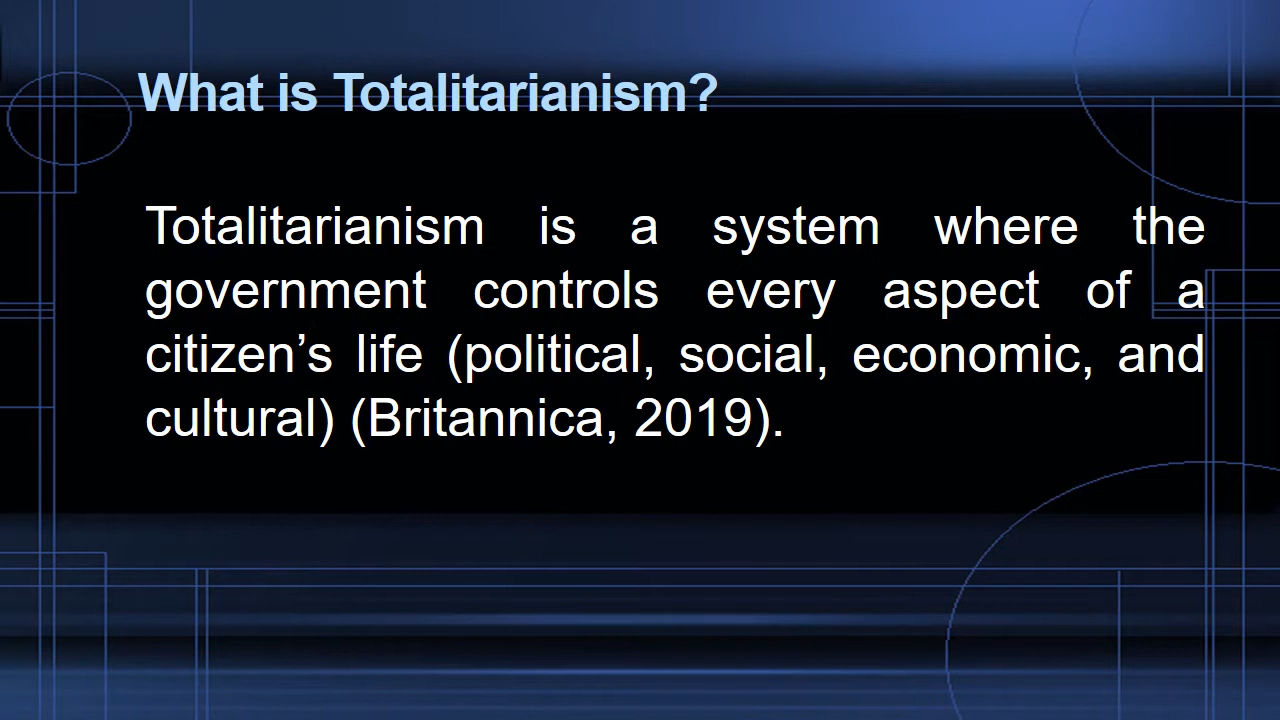 What is Totalitarianism?
Totalitarianism is a system where the
government controls every aspect of a
citizen’s life (political, social, economic, and
cultural) (Britannica, 2019).